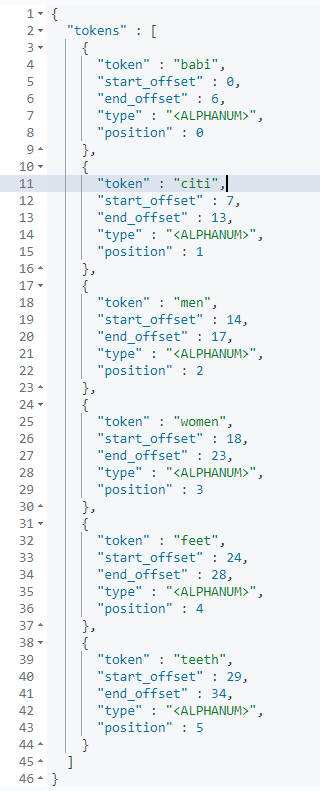 1 {
2 "tokens" : [
3 {
4 "token" : "babi",
5 "start_offset" : 0,
6 "end_offset" : 6,
7 "type" : "<ALPHANUM>",
8 "position" : 0
9 },
10 {
11 "token" : "citi",
12 "start_offset" : 7,
13 "end_offset" : 13,
14 "type" : "<ALPHANUM>",
15 "position" : 1
16 },
17 {
18 "token" : "men",
19 "start_offset" : 14,
20 "end_offset" : 17,
21 "type" : "<ALPHANUM>",
22 "position" : 2
23 },
24 {
25 "token" : "women",
26 "start_offset" : 18,
27 "end_offset" : 23,
28 "type" : "<ALPHANUM>",
29 "position" : 3
30 },
31 {
32 "token" : "feet",
33 "start_offset" : 24,
34 "end_offset" : 28,
35 "type" : "<ALPHANUM>",
36 "position" : 4
37 },
38 {
39 "token" : "teeth",
40 "start_offset" : 29,
41 "end_offset" : 34,
42 "type" : "<ALPHANUM>",
43 "position" : 5
44 }
45 ]
46 }